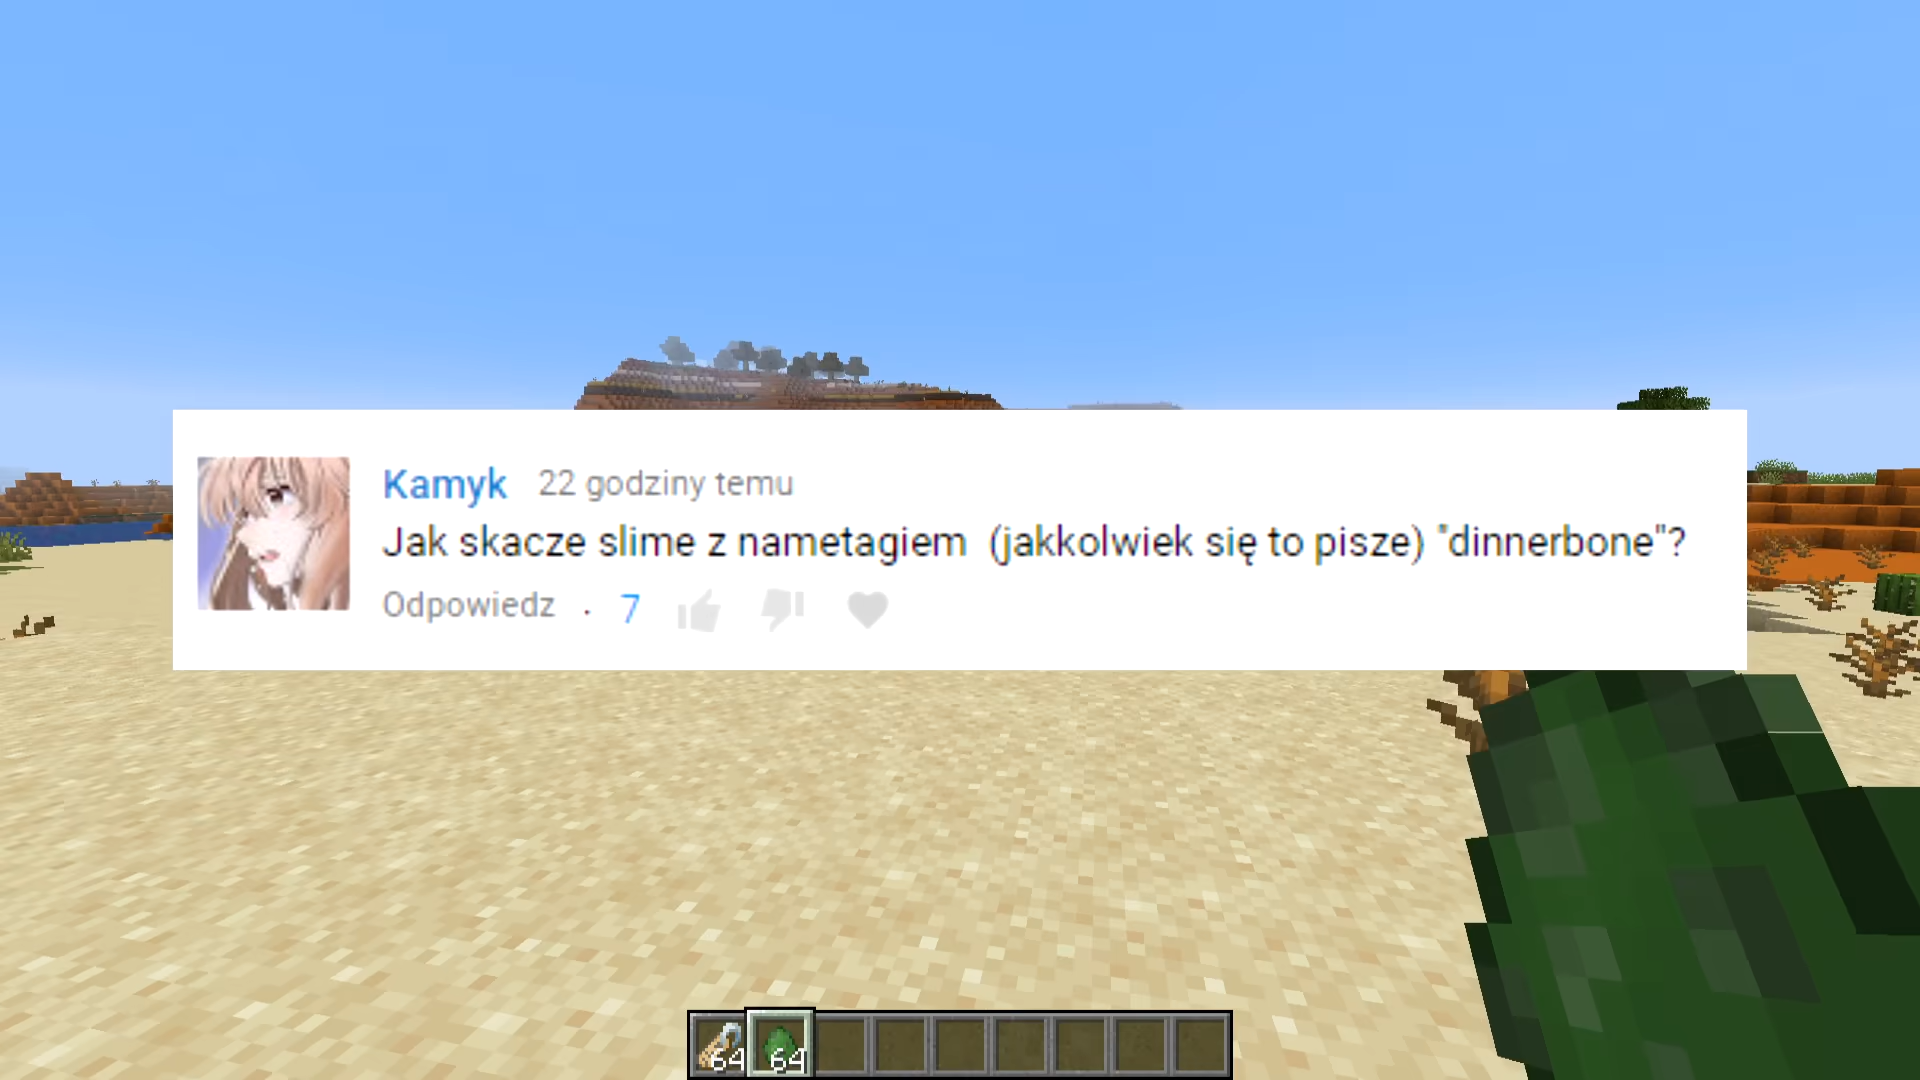 Kamyk 22 godziny temu
Jak skacze slime z nametagiem (jakkolwiek się to pisze) "dinnerbone"?
Odpowiedz . 7
64 64